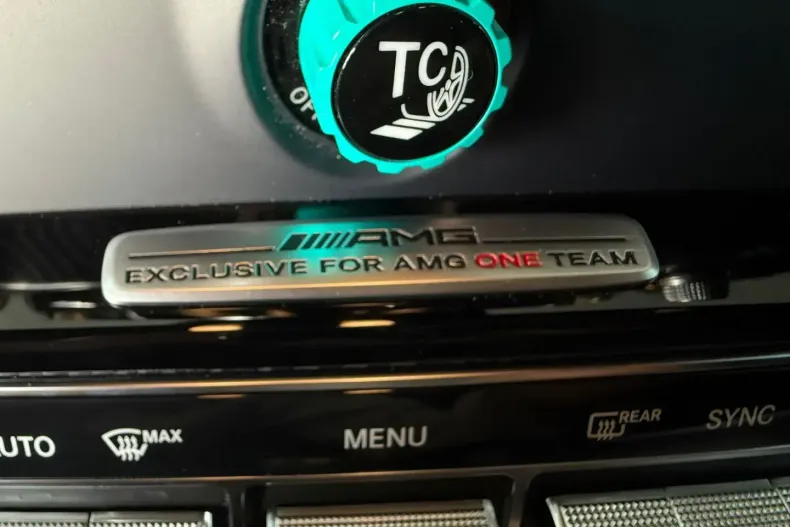 TC
OFF
AMG
EXCLUSIVE FOR AMG ONE TEAM
AUTO MAX MENU REAR SYNC